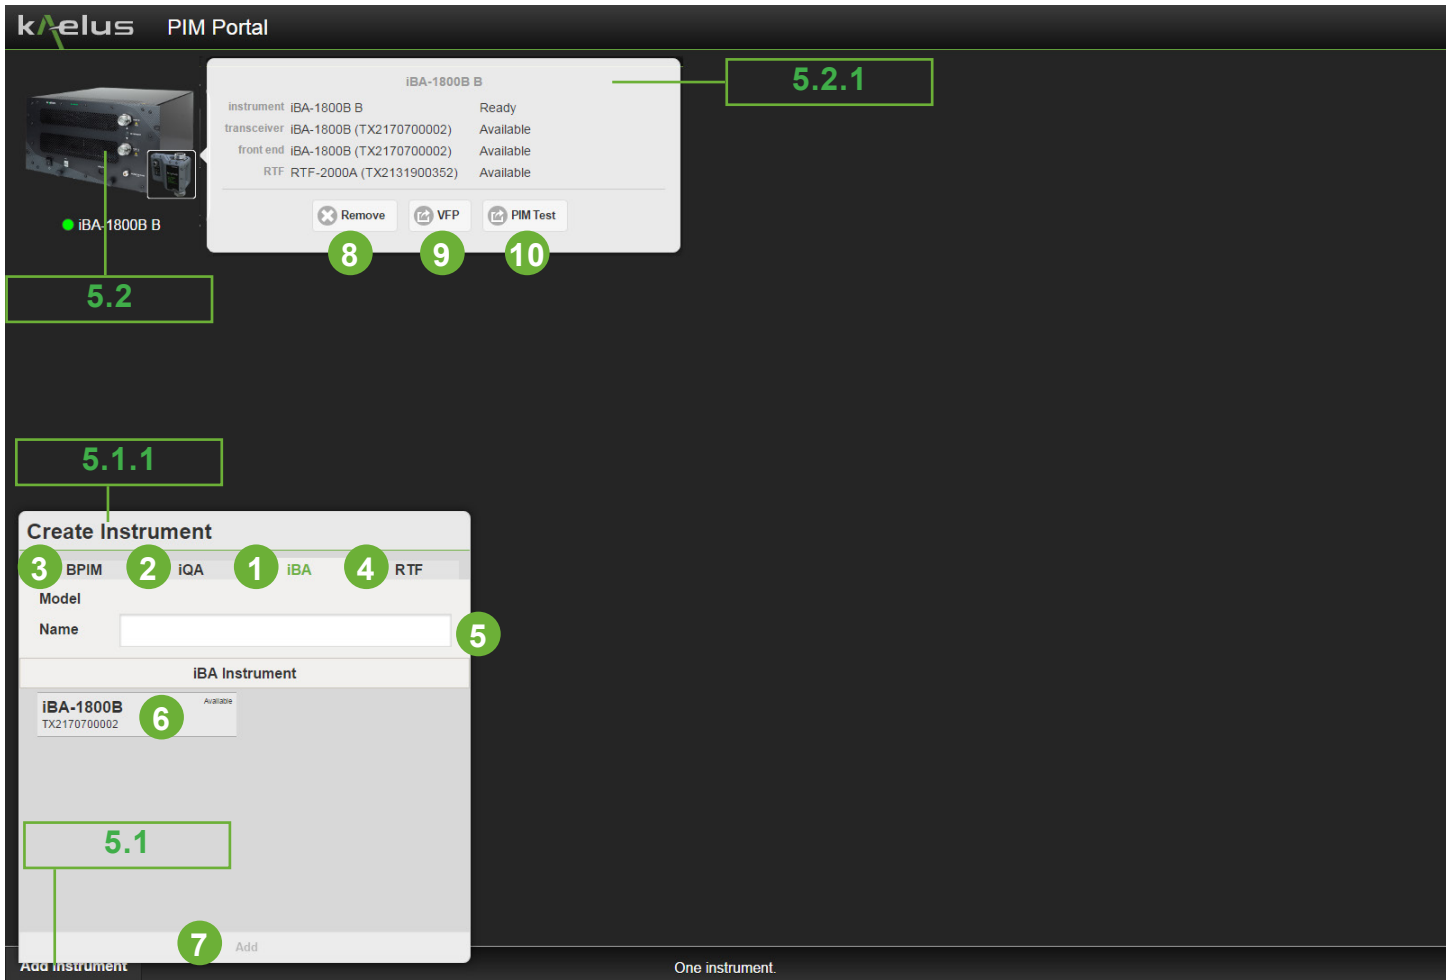 kaelus PIM Portal
5.2.1
iBA-1800B B
instrument iBA-1800B B Ready
transceiver iBA-1800B (TX2170700002) Available
front end iBA-1800B (TX2170700002) Available
RTF RTF-2000A (TX2131900352) Available
Remove VFP PIM Test
iBA-1800B B
8 9 10
5.2
5.1.1
Create Instrument
3 BPIM 2 iQA 1 iBA 4 RTF
Model
Name 5
iBA Instrument
iBA-1800B Available
TX2170700002
6
5.1
7 Add
Add Instrument One instrument.